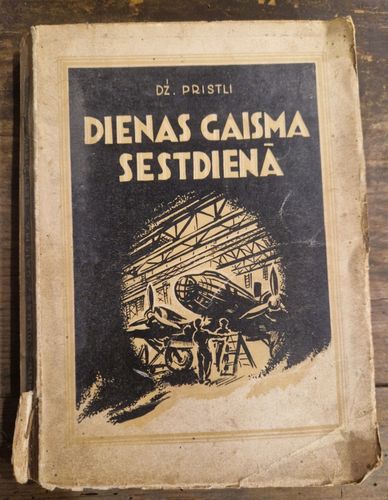 DŽ. PRISTLI
DIENAS GAISMA
SESTDIENĀ